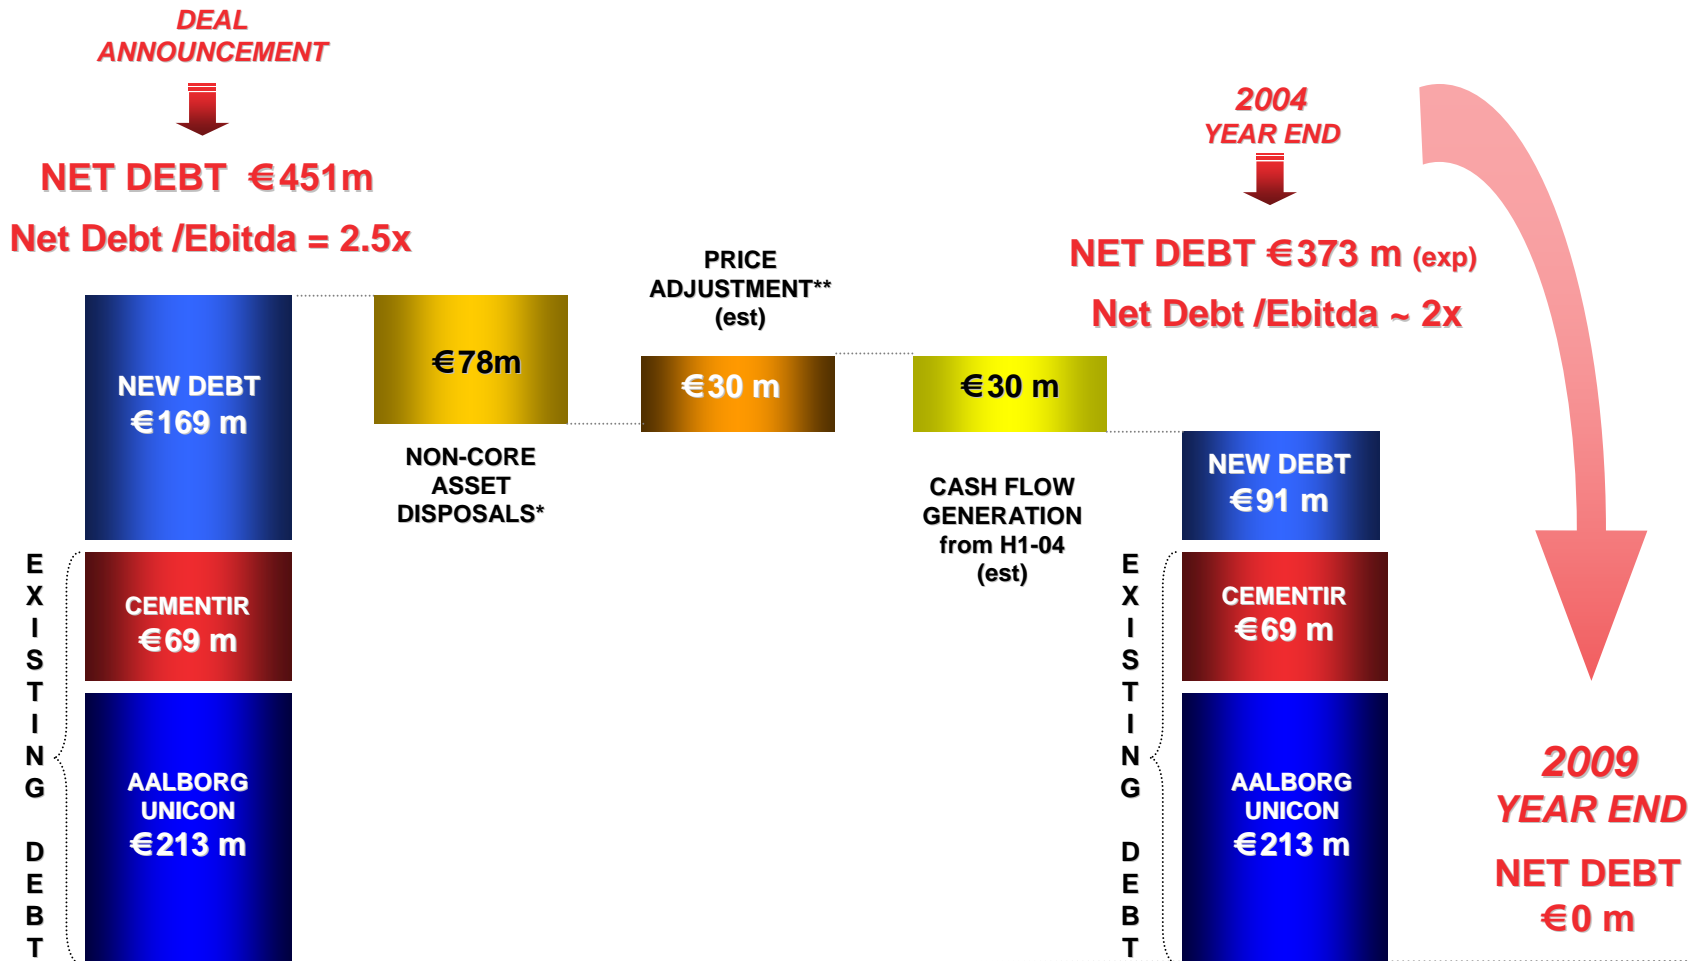 DEAL
ANNOUNCEMENT
NET DEBT €451m
Net Debt /Ebitda = 2.5x
NEW DEBT
€169 m
EXISTING DEBT
CEMENTIR
€69 m
AALBORG
UNICON
€213 m
€78m
NON-CORE
ASSET
DISPOSALS*
PRICE
ADJUSTMENT**
(est)
€30 m
€30 m
CASH FLOW
GENERATION
from H1-04
(est)
2004
YEAR END
NET DEBT €373 m (exp)
Net Debt /Ebitda ~ 2x
NEW DEBT
€91 m
EXISTING DEBT
CEMENTIR
€69 m
AALBORG
UNICON
€213 m
2009
YEAR END
NET DEBT
€0 m